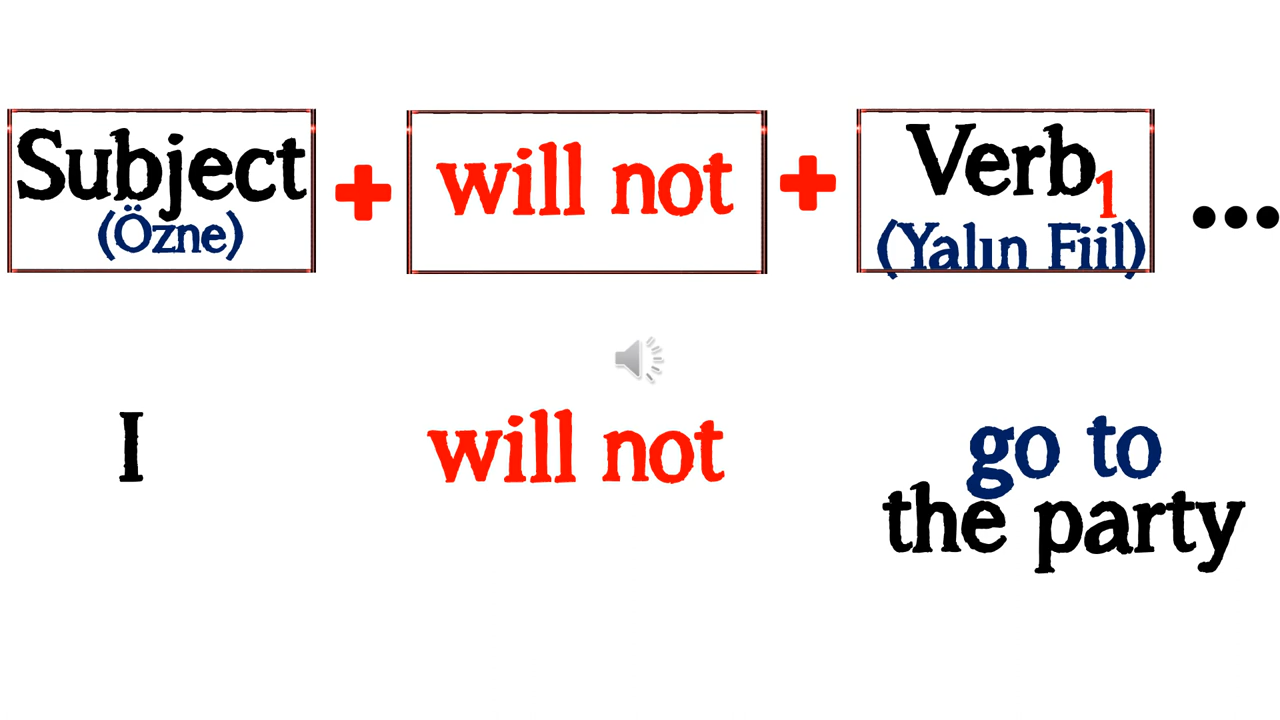 Subject + will not + Verb1 ...
(Özne) (Yalın Fiil)
I will not go to
the party